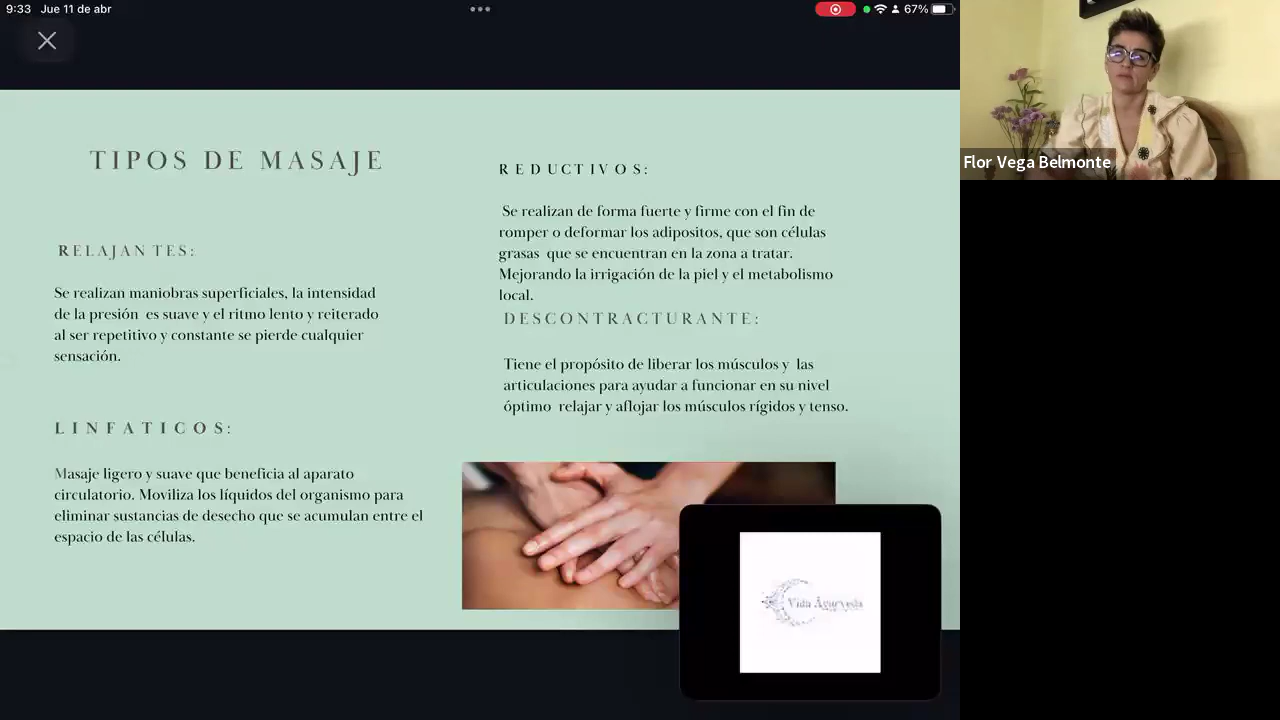 9:33 Jue 11 de abr
67%
TIPOS DE MASAJE
RELAJANTES:
Se realizan maniobras superficiales, la intensidad
de la presión es suave y el ritmo lento y reiterado
al ser repetitivo y constante se pierde cualquier
sensación.
LINFATICOS:
Masaje ligero y suave que beneficia al aparato
circulatorio. Moviliza los líquidos del organismo para
eliminar sustancias de desecho que se acumulan entre el
espacio de las células.
REDUCTIVOS:
Se realizan de forma fuerte y firme con el fin de
romper o deformar los adipositos, que son células
grasas que se encuentran en la zona a tratar.
Mejorando la irrigación de la piel y el metabolismo
local.
DESCONTRACTURANTE:
Tiene el propósito de liberar los músculos y las
articulaciones para ayudar a funcionar en su nivel
óptimo relajar y aflojar los músculos rígidos y tenso.
Vida Áyurveda
Flor Vega Belmonte